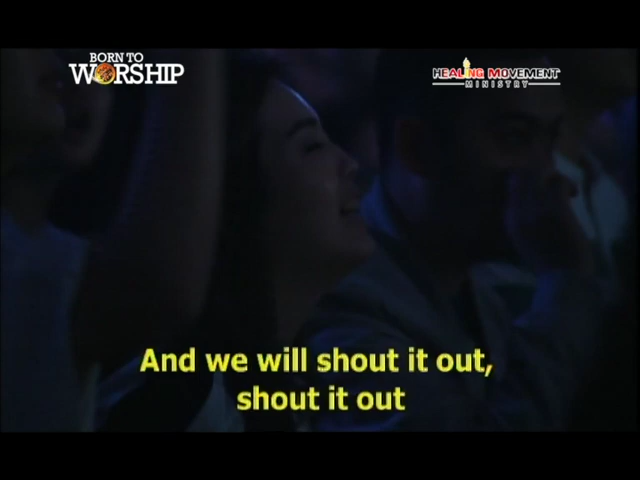 BORN TO
WORSHIP
HEALING MOVEMENT
MINISTRY
And we will shout it out,
shout it out